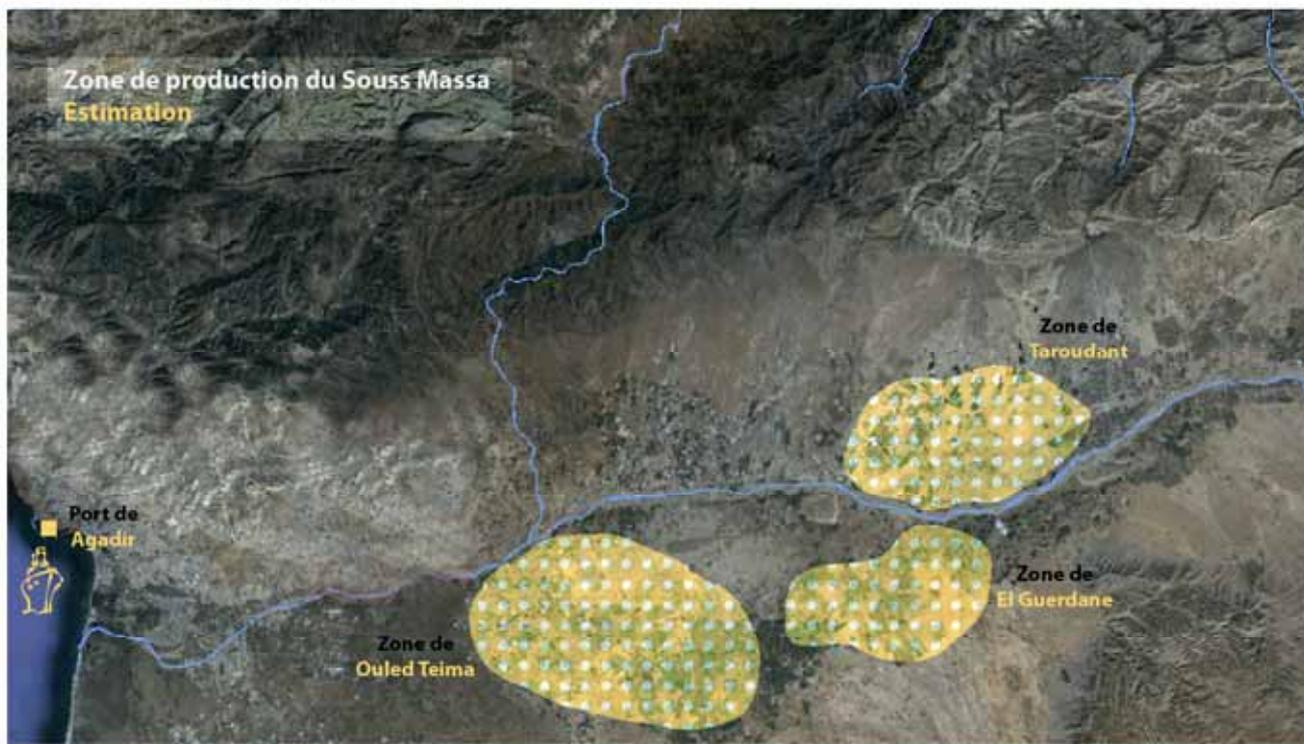 Zone de production du Souss Massa
Estimation
Zone de
Taroudant
Port de
Agadir
Zone de
El Guerdane
Zone de
Ouled Teima